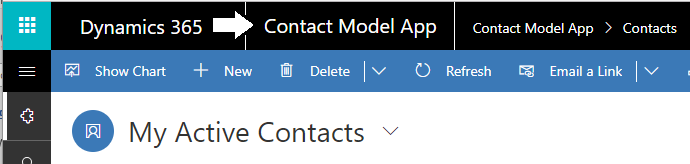 Dynamics 365 Contact Model App Contact Model App > Contacts
Show Chart New Delete Refresh Email a Link
My Active Contacts